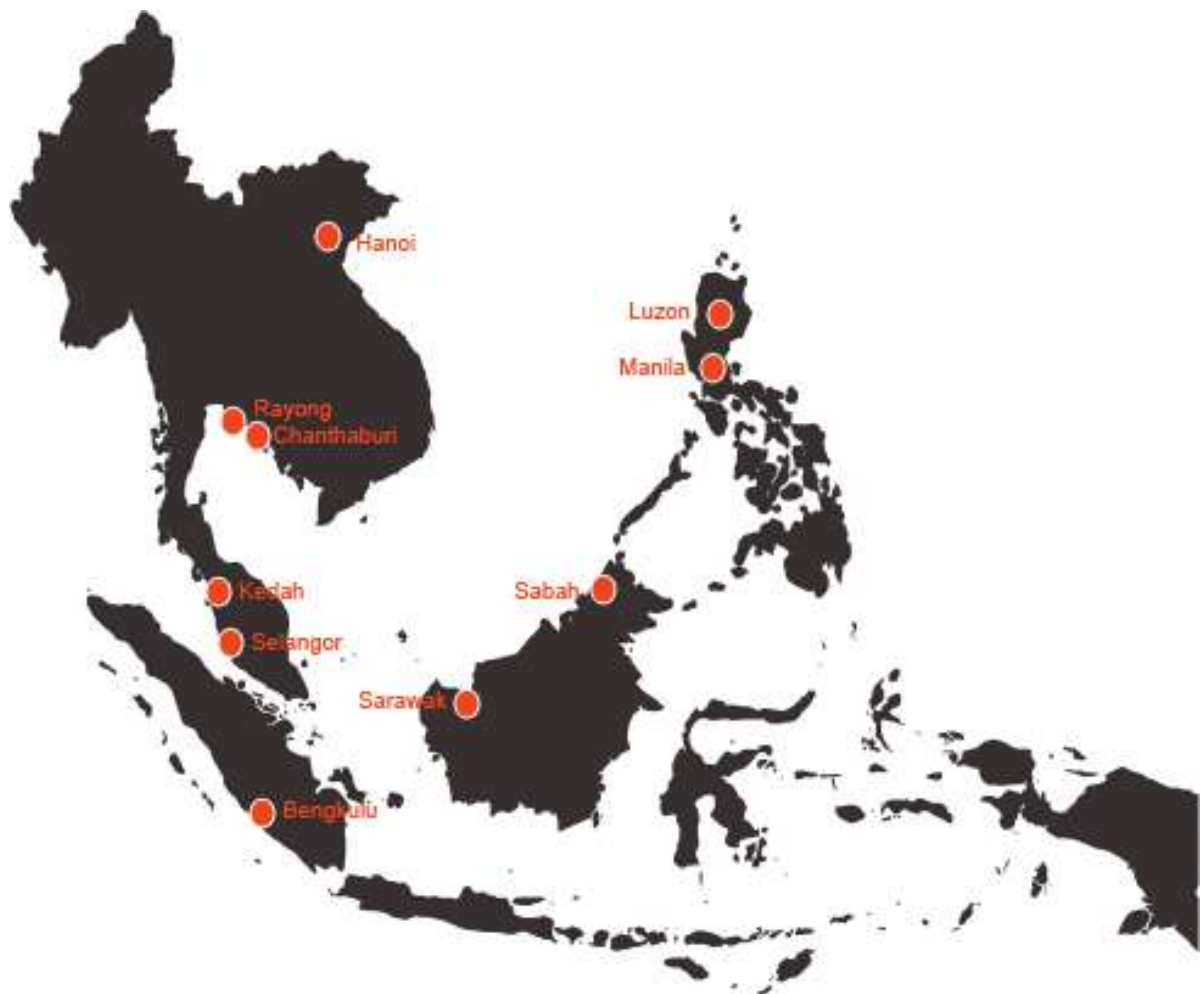 Hanoi
Luzon
Manila
Rayong
Chanthaburi
Kedah
Sabah
Selangor
Sarawak
Bengkulu